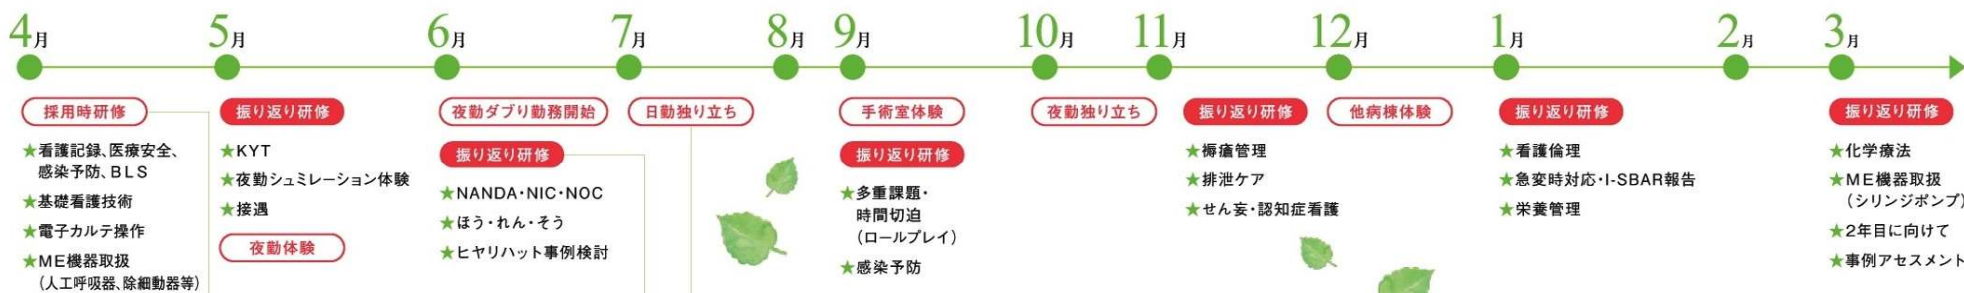 4月
5月
6月
7月
8月
9月
10月
11月
12月
1月
2月
3月
採用時研修
★看護記録、医療安全、
感染予防、BLS
★基礎看護技術
★電子カルテ操作
★ME機器取扱
(人工呼吸器、除細動器等)
振り返り研修
★KYT
★夜勤シュミレーション体験
★接遇
夜勤体験
夜勤ダブり勤務開始
振り返り研修
★NANDA・NIC・NOC
★ほう・れん・そう
★ヒヤリハット事例検討
日勤独り立ち
手術室体験
振り返り研修
★多重課題・
時間切迫
(ロールプレイ)
★感染予防
夜勤独り立ち
振り返り研修
★褥瘡管理
★排泄ケア
★せん妄・認知症看護
他病棟体験
振り返り研修
★看護倫理
★急変時対応・I-SBAR報告
★栄養管理
振り返り研修
★化学療法
★ME機器取扱
(シリンジポンプ)
★2年目に向けて
★事例アセスメント